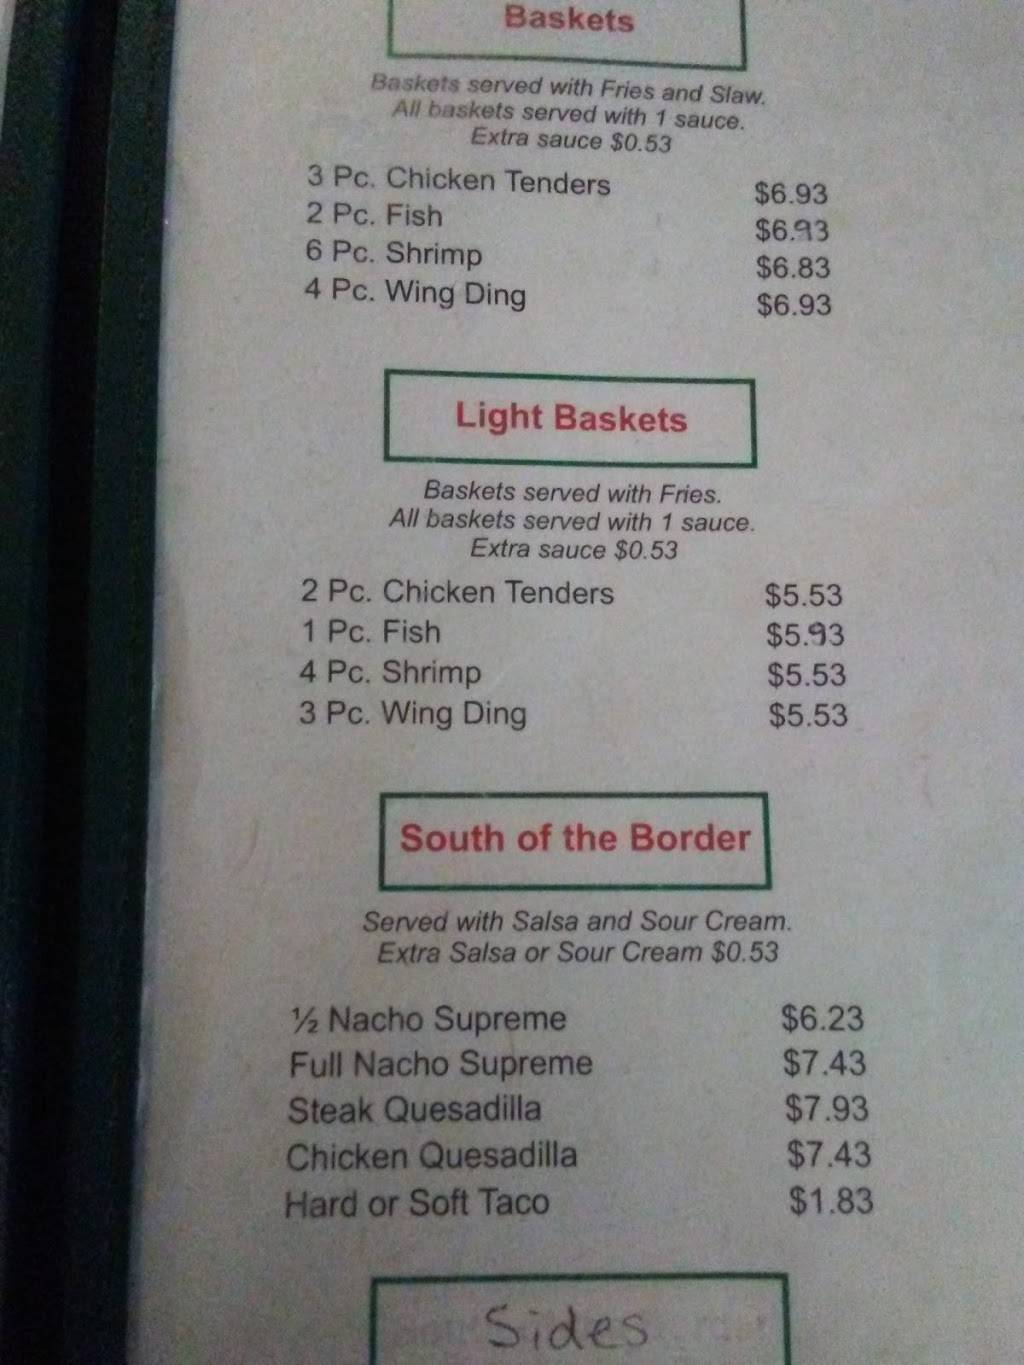 Baskets
Baskets served with Fries and Slaw.
All baskets served with 1 sauce.
Extra sauce $0.53
3 Pc. Chicken Tenders $6.93
2 Pc. Fish $6.93
6 Pc. Shrimp $6.83
4 Pc. Wing Ding $6.93
Light Baskets
Baskets served with Fries.
All baskets served with 1 sauce.
Extra sauce $0.53
2 Pc. Chicken Tenders $5.53
1 Pc. Fish $5.93
4 Pc. Shrimp $5.53
3 Pc. Wing Ding $5.53
South of the Border
Served with Salsa and Sour Cream.
Extra Salsa or Sour Cream $0.53
½ Nacho Supreme $6.23
Full Nacho Supreme $7.43
Steak Quesadilla $7.93
Chicken Quesadilla $7.43
Hard or Soft Taco $1.83
Sides